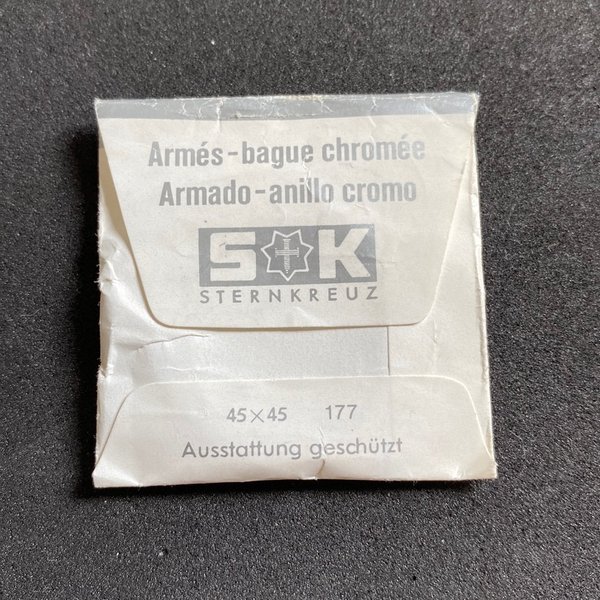 Armés-bague chromée
Armado-anillo cromo
S K
STERNKREUZ
45×45 177
Ausstattung geschützt